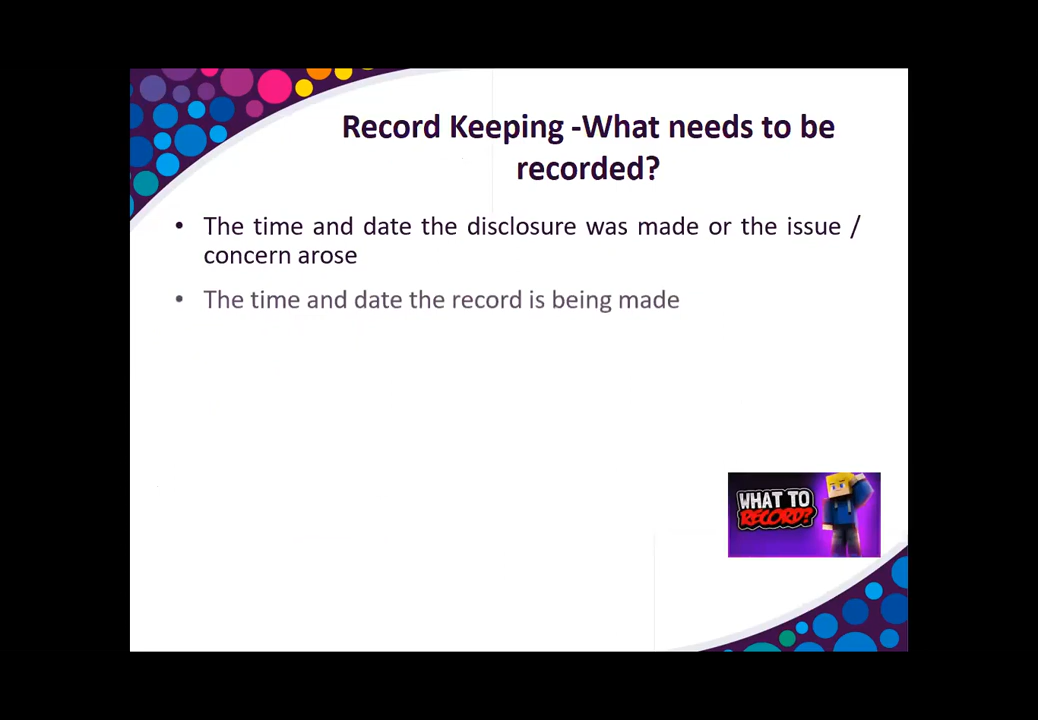 Record Keeping -What needs to be
recorded?
• The time and date the disclosure was made or the issue /
concern arose
• The time and date the record is being made
WHAT TO
RECORD?